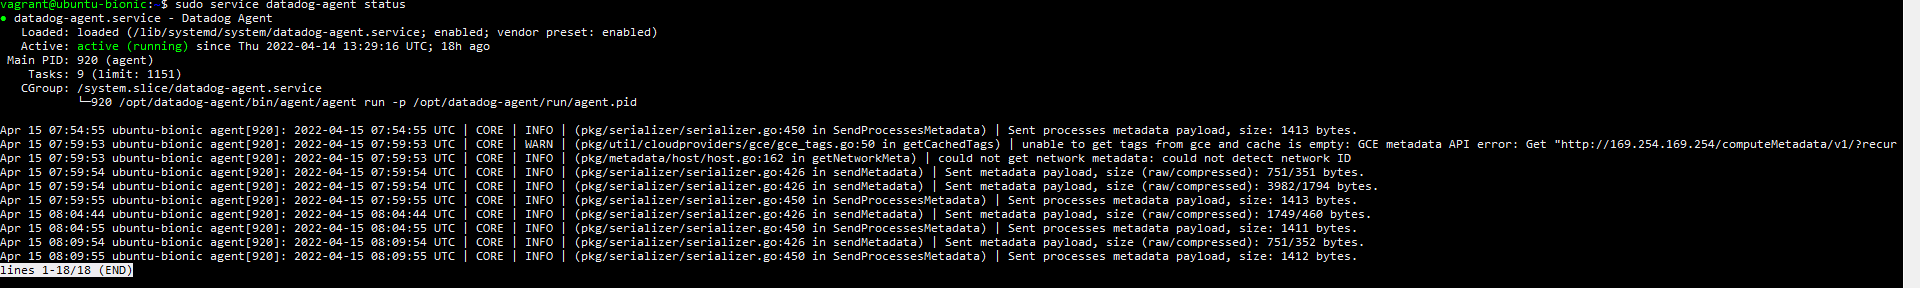 vagrant@ubuntu-bionic:~$ sudo service datadog-agent status
● datadog-agent.service - Datadog Agent
   Loaded: loaded (/lib/systemd/system/datadog-agent.service; enabled; vendor preset: enabled)
   Active: active (running) since Thu 2022-04-14 13:29:16 UTC; 18h ago
 Main PID: 920 (agent)
    Tasks: 9 (limit: 1151)
   CGroup: /system.slice/datadog-agent.service
           └─920 /opt/datadog-agent/bin/agent/agent run -p /opt/datadog-agent/run/agent.pid
Apr 15 07:54:55 ubuntu-bionic agent[920]: 2022-04-15 07:54:55 UTC | CORE | INFO | (pkg/serializer/serializer.go:450 in SendProcessesMetadata) | Sent processes metadata payload, size: 1413 bytes.
Apr 15 07:59:53 ubuntu-bionic agent[920]: 2022-04-15 07:59:53 UTC | CORE | WARN | (pkg/util/cloudproviders/gce/gce_tags.go:50 in getCachedTags) | unable to get tags from gce and cache is empty: GCE metadata API error: Get "http://169.254.169.254/computeMetadata/v1/?recur
Apr 15 07:59:53 ubuntu-bionic agent[920]: 2022-04-15 07:59:53 UTC | CORE | INFO | (pkg/metadata/host/host.go:162 in getNetworkMeta) | could not get network metadata: could not detect network ID
Apr 15 07:59:54 ubuntu-bionic agent[920]: 2022-04-15 07:59:54 UTC | CORE | INFO | (pkg/serializer/serializer.go:426 in sendMetadata) | Sent metadata payload, size (raw/compressed): 751/351 bytes.
Apr 15 07:59:54 ubuntu-bionic agent[920]: 2022-04-15 07:59:54 UTC | CORE | INFO | (pkg/serializer/serializer.go:426 in sendMetadata) | Sent metadata payload, size (raw/compressed): 3982/1794 bytes.
Apr 15 07:59:55 ubuntu-bionic agent[920]: 2022-04-15 07:59:55 UTC | CORE | INFO | (pkg/serializer/serializer.go:450 in SendProcessesMetadata) | Sent processes metadata payload, size: 1413 bytes.
Apr 15 08:04:44 ubuntu-bionic agent[920]: 2022-04-15 08:04:44 UTC | CORE | INFO | (pkg/serializer/serializer.go:426 in sendMetadata) | Sent metadata payload, size (raw/compressed): 1749/460 bytes.
Apr 15 08:04:55 ubuntu-bionic agent[920]: 2022-04-15 08:04:55 UTC | CORE | INFO | (pkg/serializer/serializer.go:450 in SendProcessesMetadata) | Sent processes metadata payload, size: 1411 bytes.
Apr 15 08:09:54 ubuntu-bionic agent[920]: 2022-04-15 08:09:54 UTC | CORE | INFO | (pkg/serializer/serializer.go:426 in sendMetadata) | Sent metadata payload, size (raw/compressed): 751/352 bytes.
Apr 15 08:09:55 ubuntu-bionic agent[920]: 2022-04-15 08:09:55 UTC | CORE | INFO | (pkg/serializer/serializer.go:450 in SendProcessesMetadata) | Sent processes metadata payload, size: 1412 bytes.
lines 1-18/18 (END)